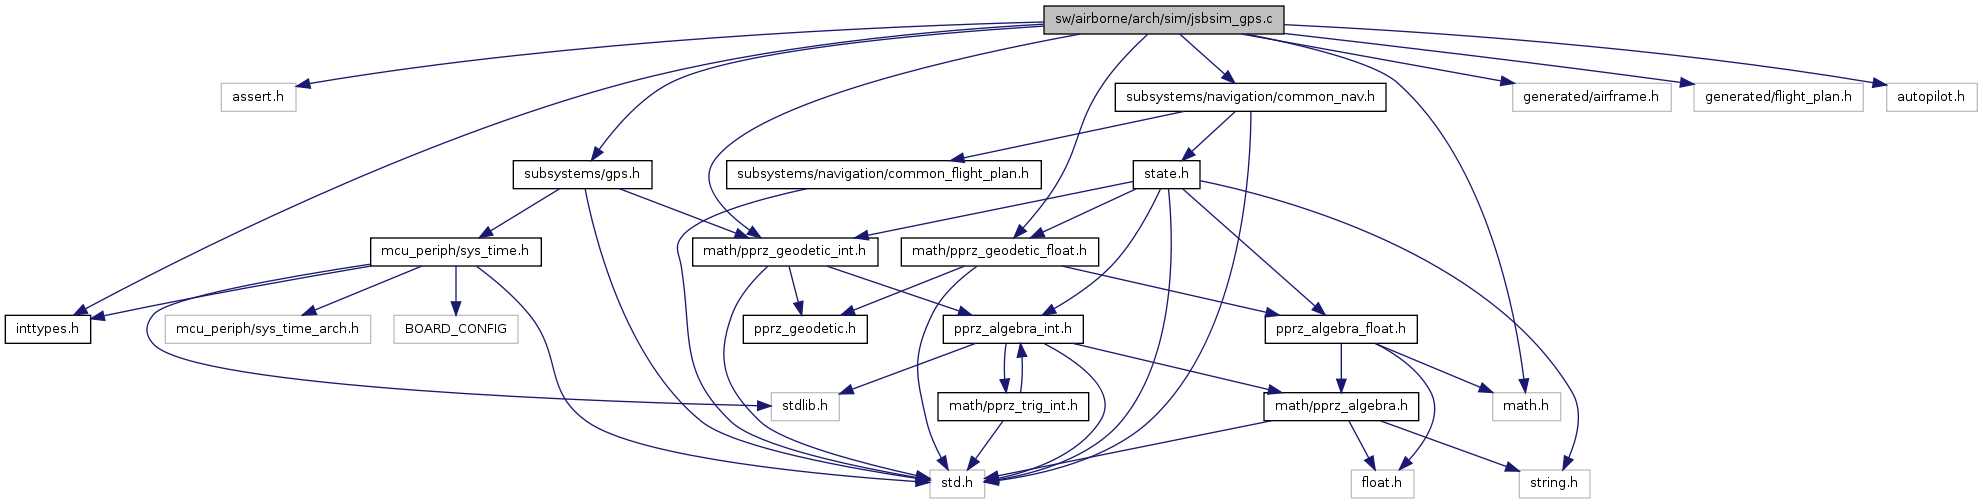 sw/airborne/arch/sim/jsbsim_gps.c
assert.h
subsystems/navigation/common_nav.h
generated/airframe.h
generated/flight_plan.h
autopilot.h
subsystems/gps.h
subsystems/navigation/common_flight_plan.h
state.h
mcu_periph/sys_time.h
math/pprz_geodetic_int.h
math/pprz_geodetic_float.h
inttypes.h
mcu_periph/sys_time_arch.h
BOARD_CONFIG
pprz_geodetic.h
pprz_algebra_int.h
pprz_algebra_float.h
stdlib.h
math/pprz_trig_int.h
math/pprz_algebra.h
math.h
std.h
float.h
string.h